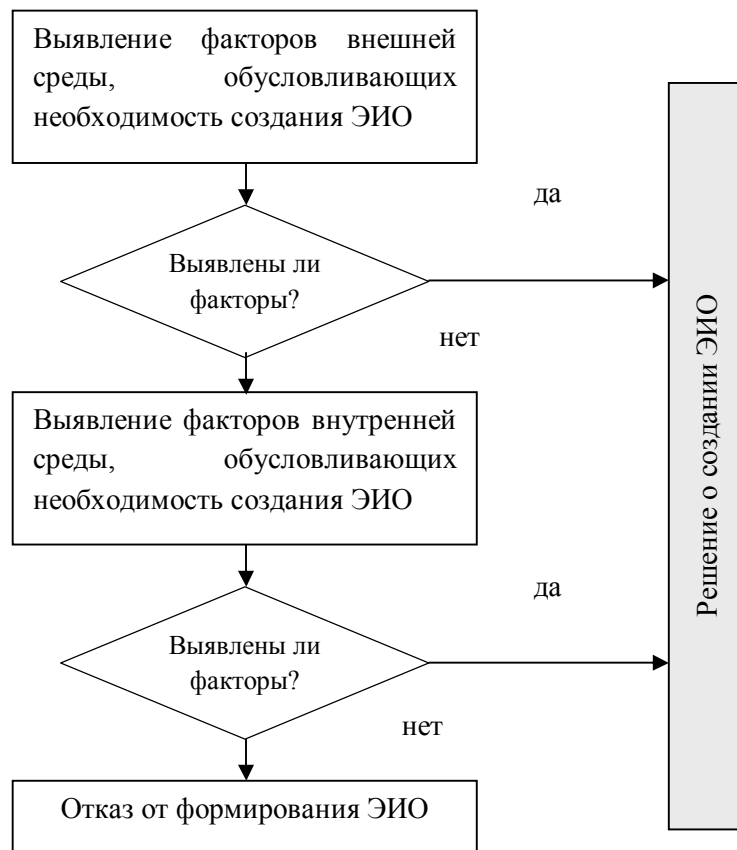 Выявление факторов внешней
среды, обусловливающих
необходимость создания ЭИО
да
Выявлены ли
факторы?
нет
Выявление факторов внутренней
среды, обусловливающих
необходимость создания ЭИО
да
Выявлены ли
факторы?
нет
Отказ от формирования ЭИО
Решение о создании ЭИО